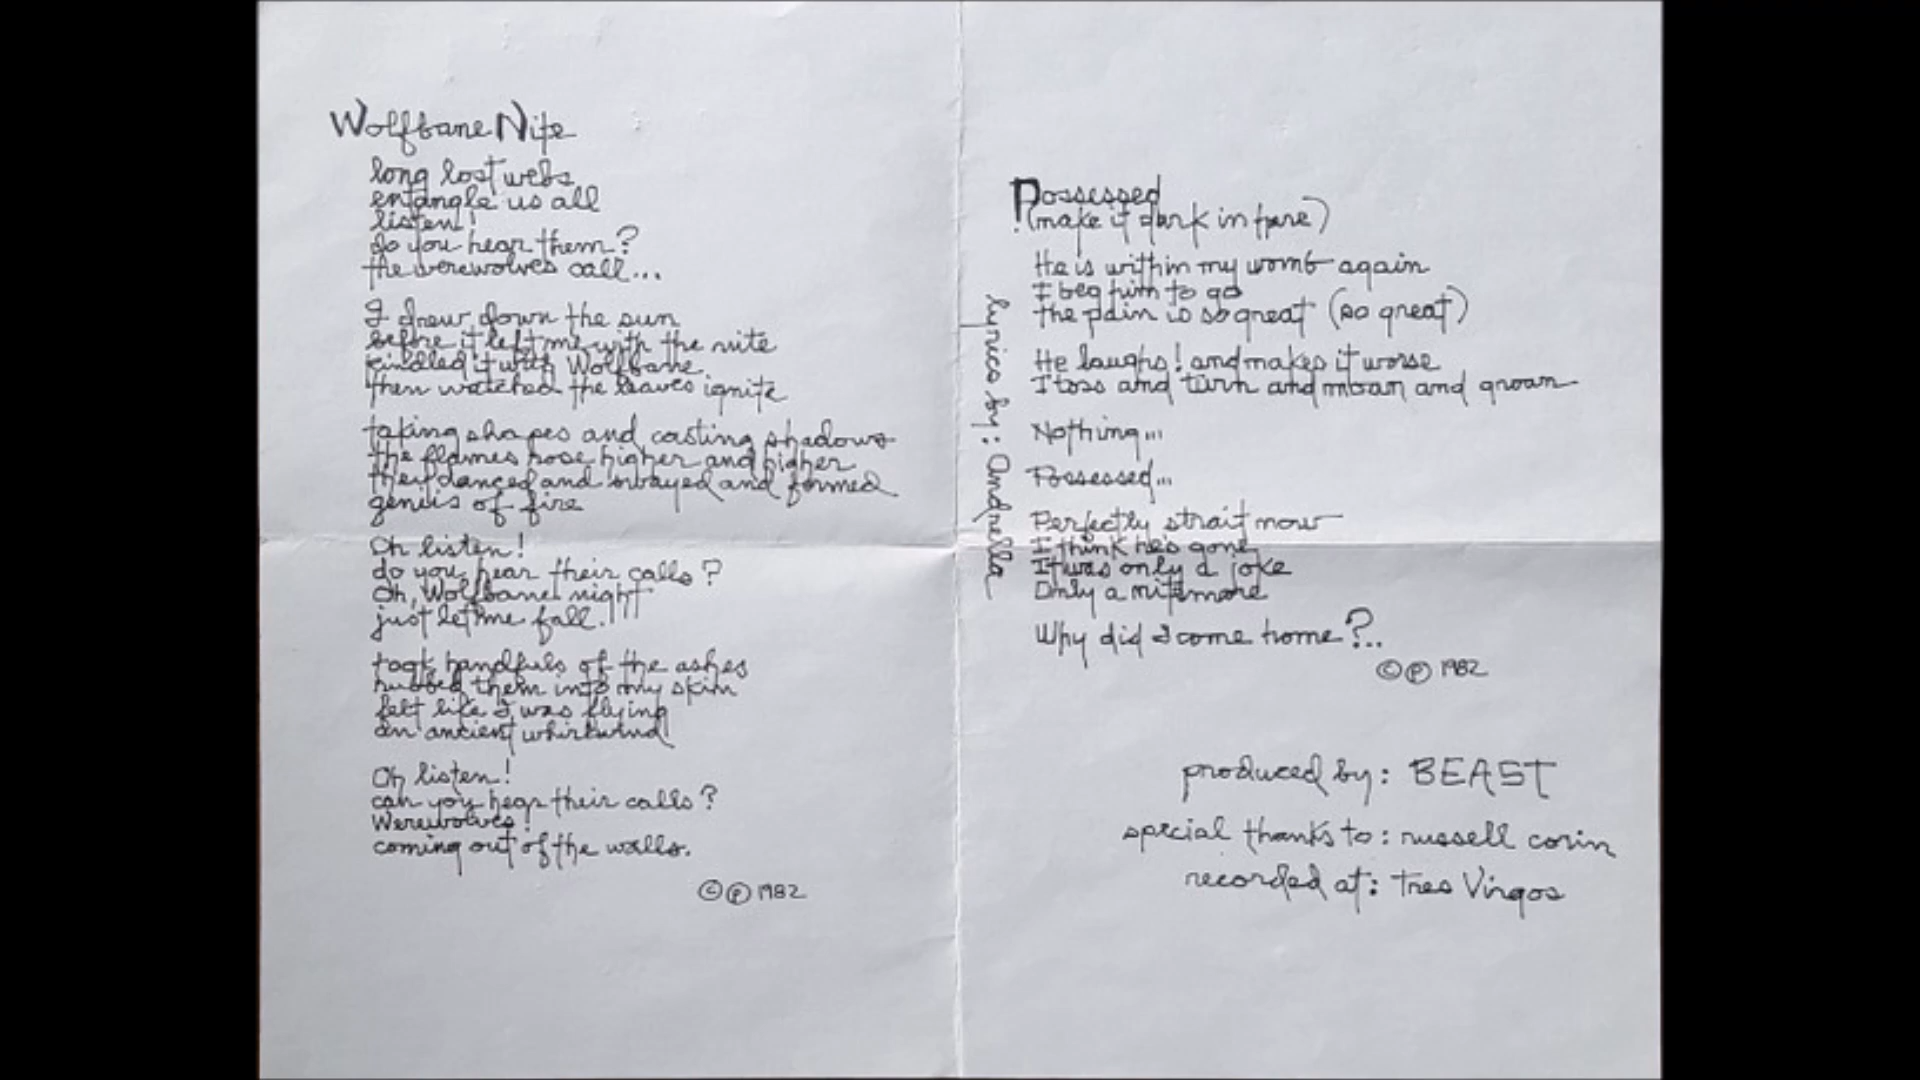 Wolfbane Nite
long lost webs
entangle us all
listen!
do you hear them?
the werewolves call...
I drew down the sun
before it left me with the nite
kindled it with Wolfbane
then watched the leaves ignite
taking shapes and casting shadows
the flames rose higher and higher
they danced and swayed and formed
geniis of fire
Oh listen!
do you hear their calls?
Oh, Wolfbane night
just let me fall.
took handfuls of the ashes
rubbed them into my skin
felt like I was flying
an ancient whirlwind
Oh listen!
can you hear their calls?
Werewolves!
coming out of the walls.
©℗ 1982
lyrics by: Andrella
Possessed
(make it dark in here)
He is within my womb again
I beg him to go
the pain is so great (so great)
He laughs! and makes it worse
I toss and turn and moan and groan
Nothing...
Possessed...
Perfectly strait now
I think he's gone
It was only a joke
Only a nitemare
Why did I come home?..
©℗ 1982
produced by: BEAST
special thanks to: russell corin
recorded at: Tres Virgos